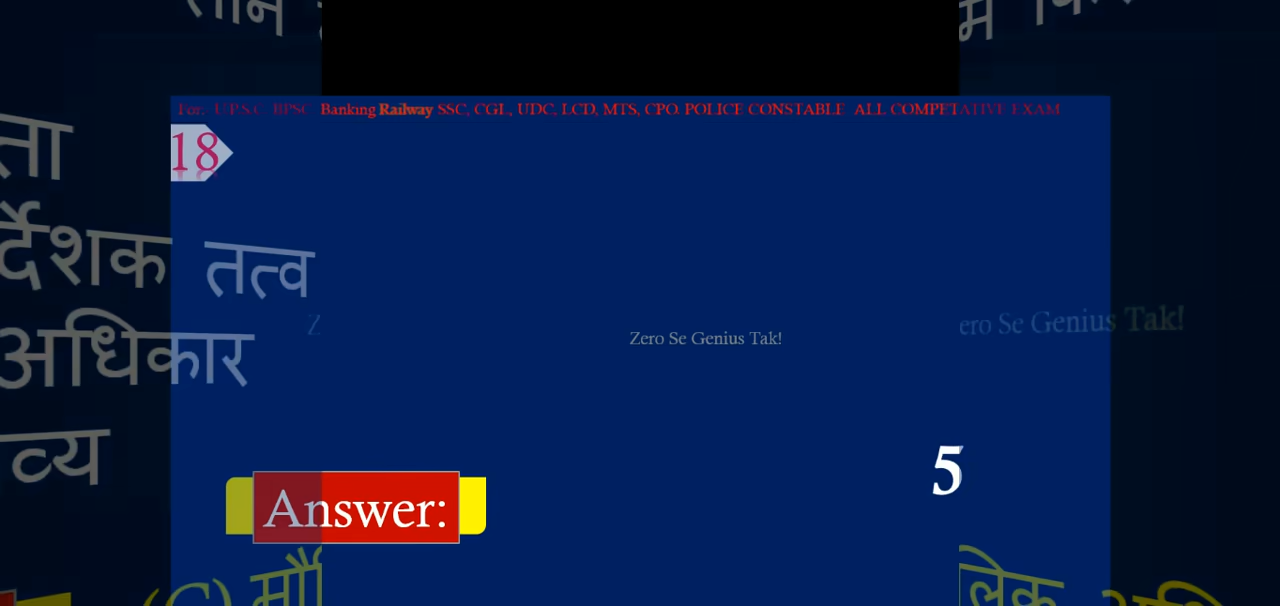 For: U.P.S.C BPSC Banking Railway SSC, CGL, UDC, LCD, MTS, CPO. POLICE CONSTABLE ALL COMPETATIVE EXAM
18
ता
र्देशक तत्व
अधिकार
व्य
Zero Se Genius Tak!
ero Se Genius Tak!
5
Answer:
(C)